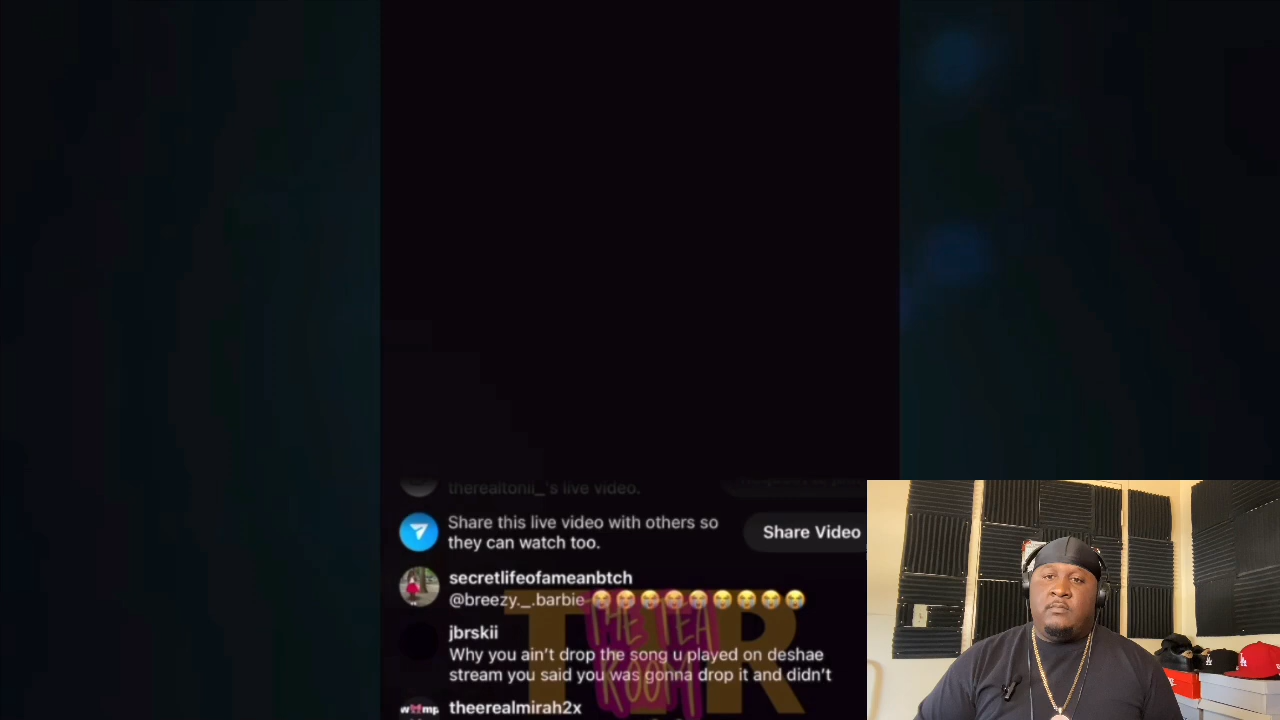 therealtonii_'s live video.
Share this live video with others so
they can watch too.
Share Video
secretlifeofameanbtch
@breezy._.barbie 😭😭😭😭😭😭😭😭😭
jbrskii
Why you ain't drop the song u played on deshae
stream you said you was gonna drop it and didn't
theerealmirah2x
TTR
THE TEA
ROOM
LA